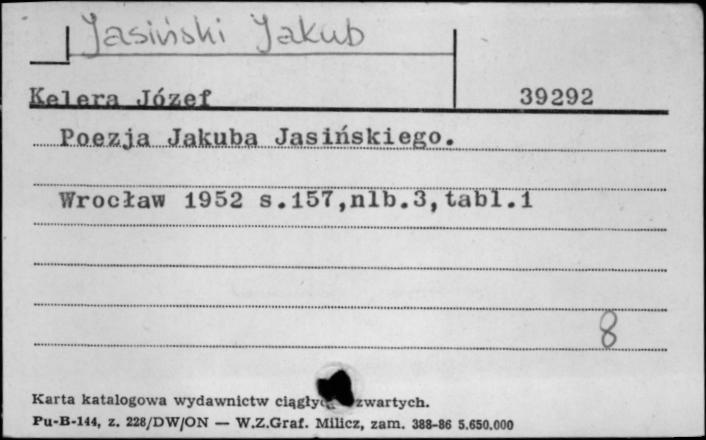 Jasiński Jakub
Kelera Józef 39292
Poezja Jakuba Jasińskiego.
Wrocław 1952 s.157,nlb.3,tabl.1
8
Karta katalogowa wydawnictw zwartych.
Pu-B-144, z. 228/DW/ON — W.Z.Graf. Milicz, zam. 388-86 5.650.000